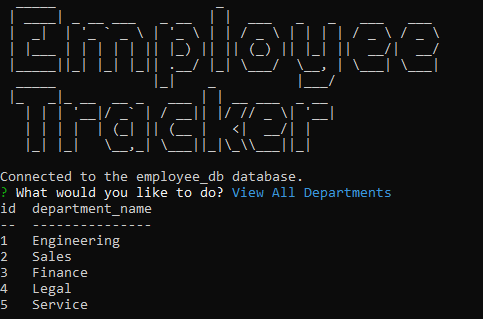 Employee
Tracker
Connected to the employee_db database.
? What would you like to do? View All Departments
id department_name
-- ---------------
1 Engineering
2 Sales
3 Finance
4 Legal
5 Service